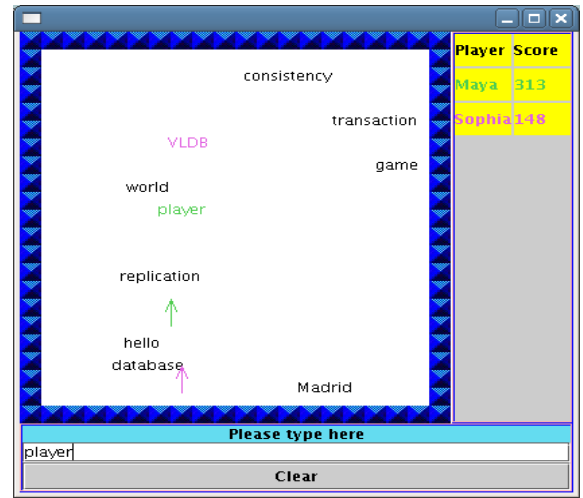 Player Score
Maya 313
Sophia 148
consistency
transaction
VLDB
game
world
player
replication
hello
database
Madrid
Please type here
player
Clear